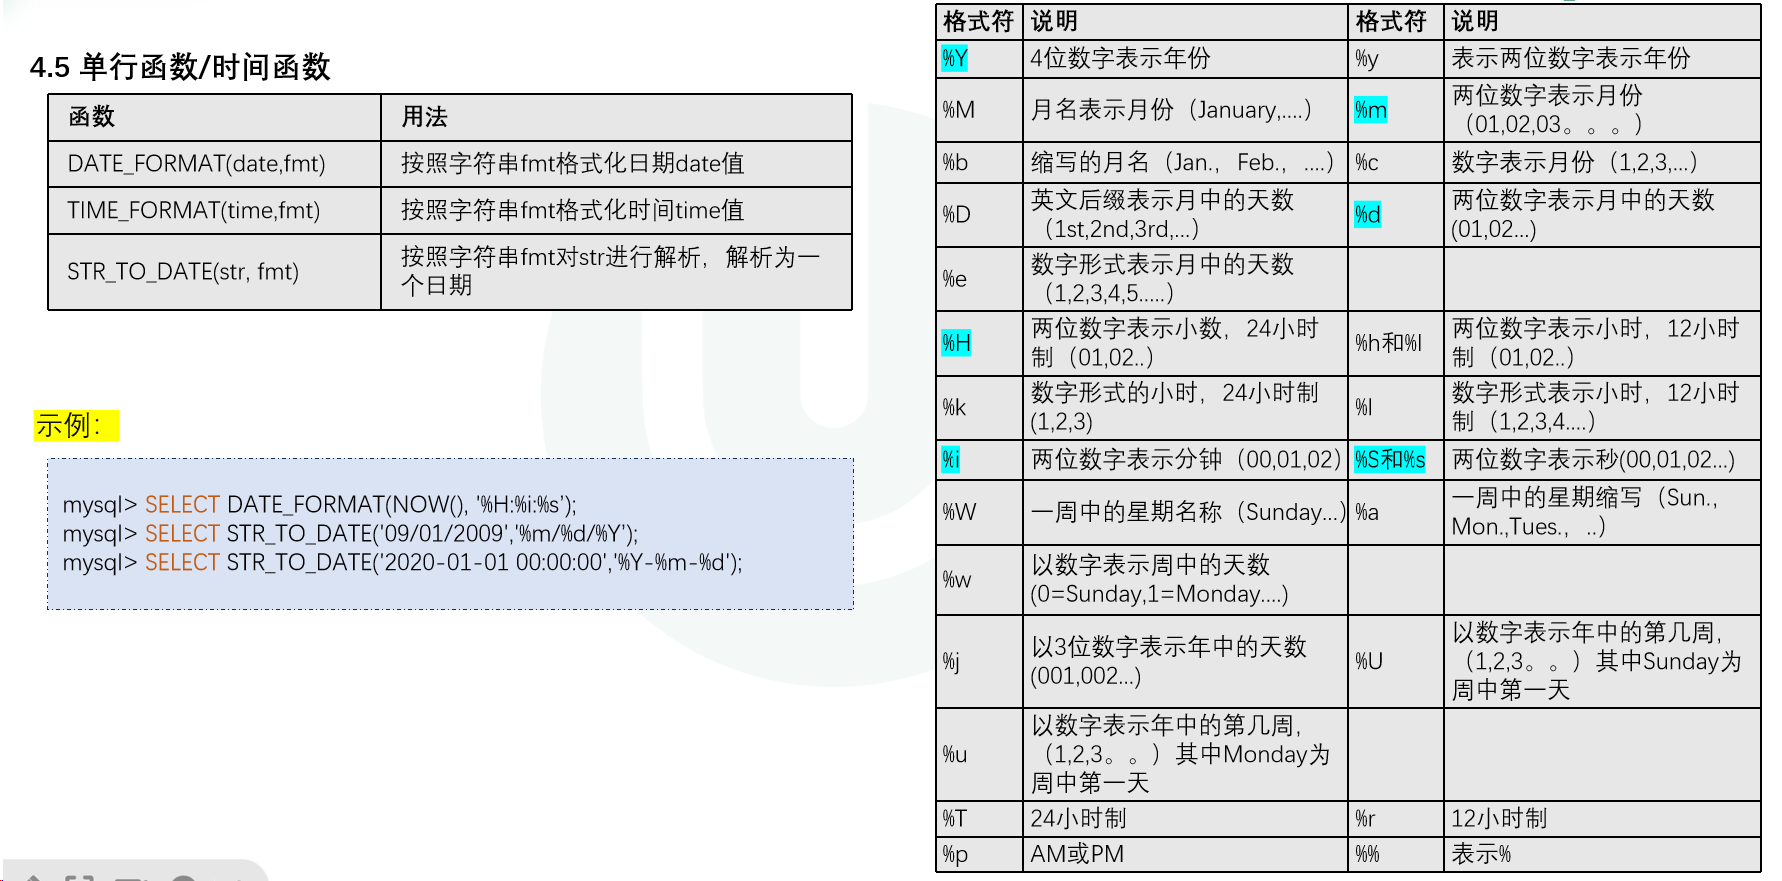 4.5 单行函数/时间函数
函数 用法
DATE_FORMAT(date,fmt) 按照字符串fmt格式化日期date值
TIME_FORMAT(time,fmt) 按照字符串fmt格式化时间time值
STR_TO_DATE(str, fmt) 按照字符串fmt对str进行解析，解析为一
个日期
示例：
mysql> SELECT DATE_FORMAT(NOW(), '%H:%i:%s’);
mysql> SELECT STR_TO_DATE('09/01/2009','%m/%d/%Y’);
mysql> SELECT STR_TO_DATE('2020-01-01 00:00:00','%Y-%m-%d');
格式符 说明 格式符 说明
%Y 4位数字表示年份 %y 表示两位数字表示年份
%M 月名表示月份（January,....） %m 两位数字表示月份
（01,02,03。。。）
%b 缩写的月名（Jan.，Feb.，....） %c 数字表示月份（1,2,3,...）
%D 英文后缀表示月中的天数
（1st,2nd,3rd,...） %d 两位数字表示月中的天数
(01,02...)
%e 数字形式表示月中的天数
（1,2,3,4,5.....）
%H 两位数字表示小数，24小时
制（01,02..） %h和%I 两位数字表示小时，12小时
制（01,02..）
%k 数字形式的小时，24小时制
(1,2,3) %l 数字形式表示小时，12小时
制（1,2,3,4....）
%i 两位数字表示分钟（00,01,02） %S和%s 两位数字表示秒(00,01,02...)
%W 一周中的星期名称（Sunday...） %a 一周中的星期缩写（Sun.，
Mon.,Tues.，..）
%w 以数字表示周中的天数
(0=Sunday,1=Monday....)
%j 以3位数字表示年中的天数
(001,002...) %U 以数字表示年中的第几周，
（1,2,3。。）其中Sunday为
周中第一天
%u 以数字表示年中的第几周，
（1,2,3。。）其中Monday为
周中第一天
%T 24小时制 %r 12小时制
%p AM或PM %% 表示%